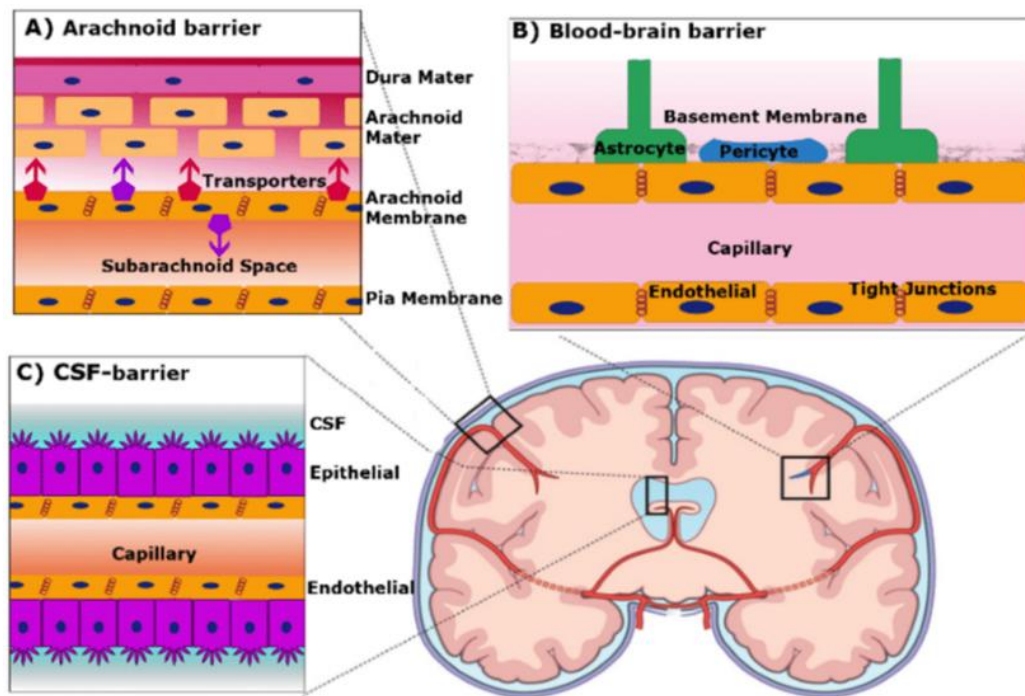 A) Arachnoid barrier
Dura Mater
Arachnoid
Mater
Transporters
Arachnoid
Membrane
Subarachnoid Space
Pia Membrane
B) Blood-brain barrier
Basement Membrane
Astrocyte
Pericyte
Capillary
Endothelial
Tight Junctions
C) CSF-barrier
CSF
Epithelial
Capillary
Endothelial